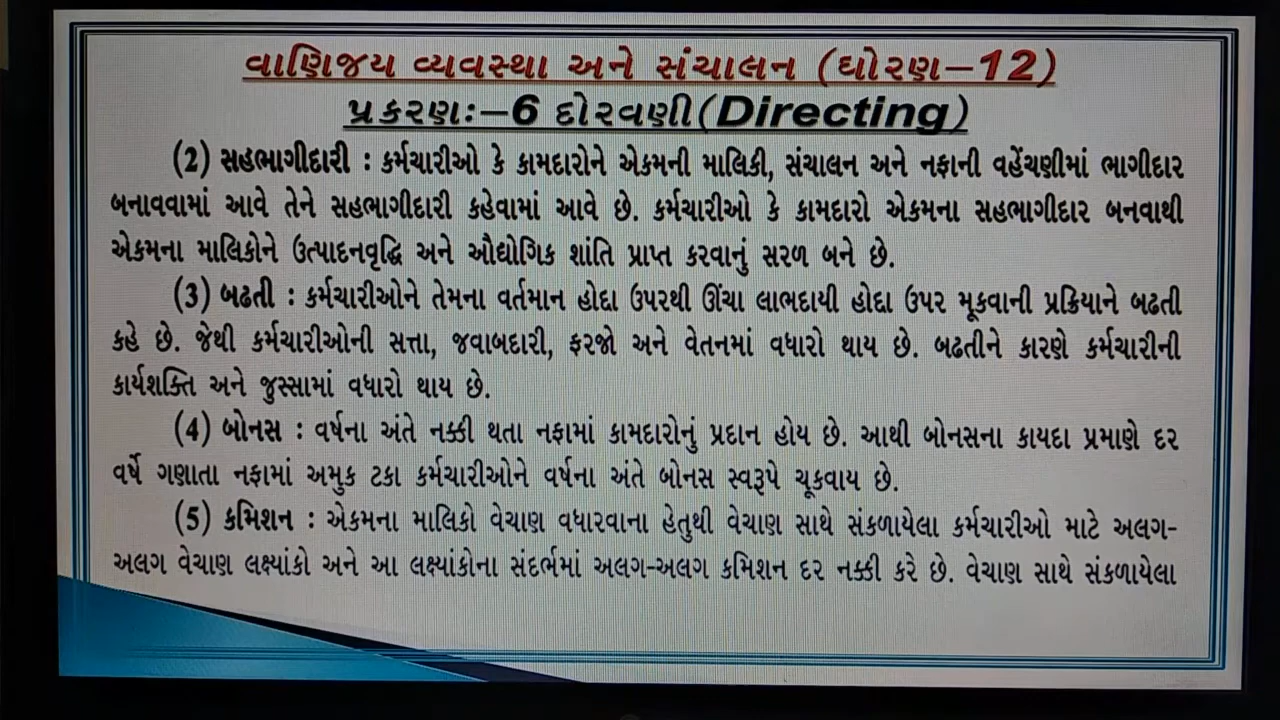 વાણિજય વ્યવસ્થા અને સંચાલન (ધોરણ–12)
પ્રકરણઃ–6 દોરવણી(Directing)
(2) સહભાગીદારી : કર્મચારીઓ કે કામદારોને એકમની માલિકી, સંચાલન અને નફાની વહેંચણીમાં ભાગીદાર
બનાવવામાં આવે તેને સહભાગીદારી કહેવામાં આવે છે. કર્મચારીઓ કે કામદારો એકમના સહભાગીદાર બનવાથી
એકમના માલિકોને ઉત્પાદનવૃદ્ધિ અને ઔદ્યોગિક શાંતિ પ્રાપ્ત કરવાનું સરળ બને છે.
(3) બઢતી : કર્મચારીઓને તેમના વર્તમાન હોદ્દા ઉપરથી ઊંચા લાભદાયી હોદ્દા ઉપર મૂકવાની પ્રક્રિયાને બઢતી
કહે છે. જેથી કર્મચારીઓની સત્તા, જવાબદારી, ફરજો અને વેતનમાં વધારો થાય છે. બઢતીને કારણે કર્મચારીની
કાર્યશક્તિ અને જુસ્સામાં વધારો થાય છે.
(4) બોનસ : વર્ષના અંતે નક્કી થતા નફામાં કામદારોનું પ્રદાન હોય છે. આથી બોનસના કાયદા પ્રમાણે દર
વર્ષે ગણાતા નફામાં અમુક ટકા કર્મચારીઓને વર્ષના અંતે બોનસ સ્વરૂપે ચૂકવાય છે.
(5) કમિશન : એકમના માલિકો વેચાણ વધારવાના હેતુથી વેચાણ સાથે સંકળાયેલા કર્મચારીઓ માટે અલગ-
અલગ વેચાણ લક્ષ્યાંકો અને આ લક્ષ્યાંકોના સંદર્ભમાં અલગ-અલગ કમિશન દર નક્કી કરે છે. વેચાણ સાથે સંકળાયેલા